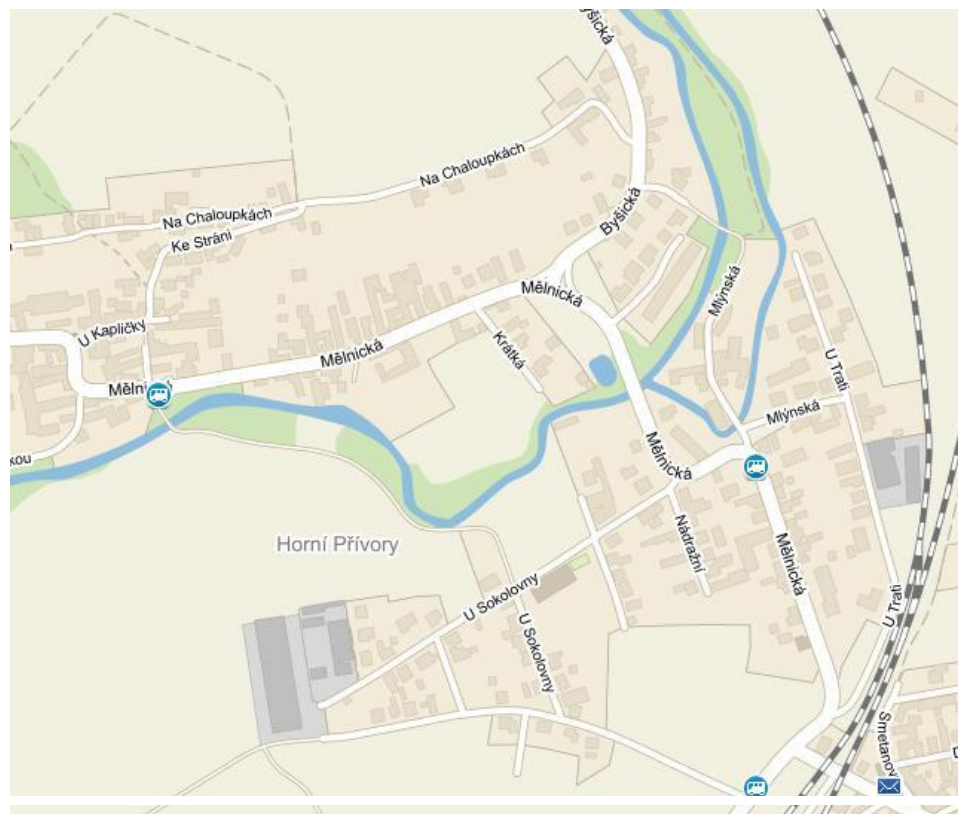 Byšická
Na Chaloupkách
Na Chaloupkách
Ke Stráni
Byšická
Mlýnská
Mělnická
U Kapličky
Mělnická
Krátká
U Trati
Mělnická
Mlýnská
kou
Mělnická
Horní Přívory
Nádražní
Mělnická
U Sokolovny
U Trati
U Sokolovny
Smetanov